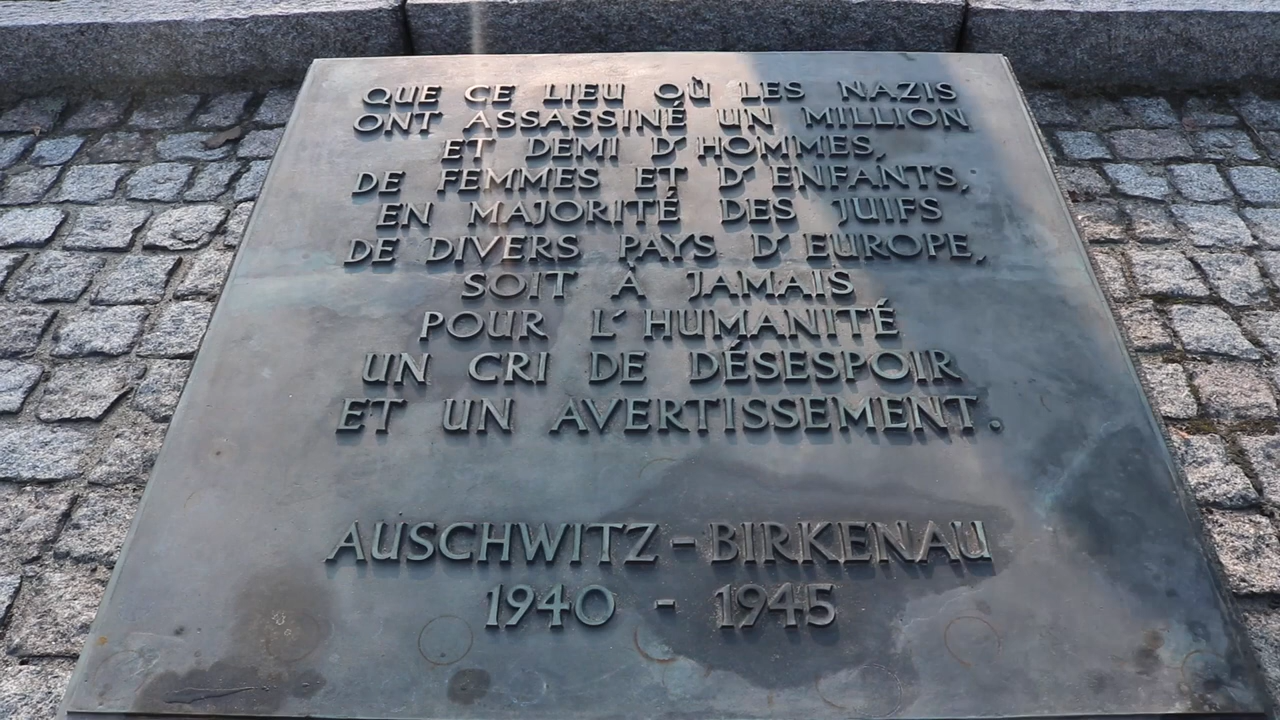 QUE CE LIEU OÙ LES NAZIS
ONT ASSASSINÉ UN MILLION
ET DEMI D'HOMMES,
DE FEMMES ET D'ENFANTS,
EN MAJORITÉ DES JUIFS
DE DIVERS PAYS D'EUROPE,
SOIT À JAMAIS
POUR L'HUMANITÉ
UN CRI DE DÉSESPOIR
ET UN AVERTISSEMENT.
AUSCHWITZ - BIRKENAU
1940 - 1945